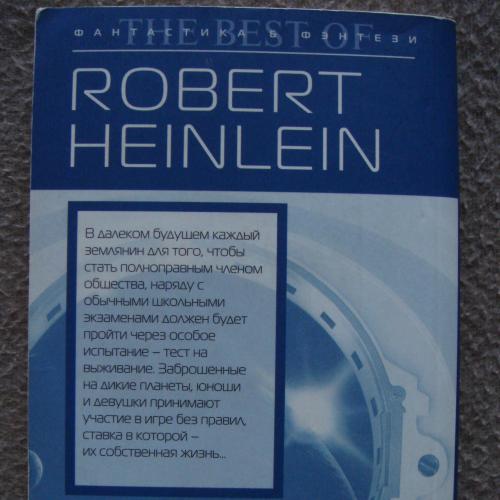 THE BEST OF
ФАНТАСТИКА & ФЭНТЕЗИ
ROBERT
HEINLEIN
В далеком будущем каждый
землянин для того, чтобы
стать полноправным членом
общества, наряду с
обычными школьными
экзаменами должен будет
пройти через особое
испытание – тест на
выживание. Заброшенные
на дикие планеты, юноши
и девушки принимают
участие в игре без правил,
ставка в которой –
их собственная жизнь...